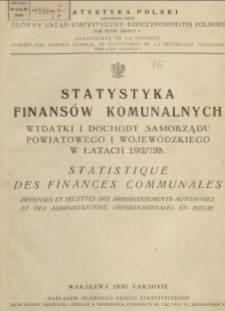 STATYSTYKA POLSKI
GŁÓWNY URZĄD STATYSTYCZNY RZECZYPOSPOLITEJ POLSKIEJ
STATISTIQUE DE LA POLOGNE
96
STATYSTYKA
FINANSÓW KOMUNALNYCH
WYDATKI I DOCHODY SAMORZĄDU
POWIATOWEGO I WOJEWÓDZKIEGO
W LATACH 1927/28
STATISTIQUE
DES FINANCES COMMUNALES
DÉPENSES ET RECETTES DES ARRONDISSEMENTS AUTONOMES
ET DES ADMINISTRATIONS DÉPARTEMENTALES EN 1927/28
WARSZAWA 1930 VARSOVIE
NAKŁADEM GŁÓWNEGO URZĘDU STATYSTYCZNEGO